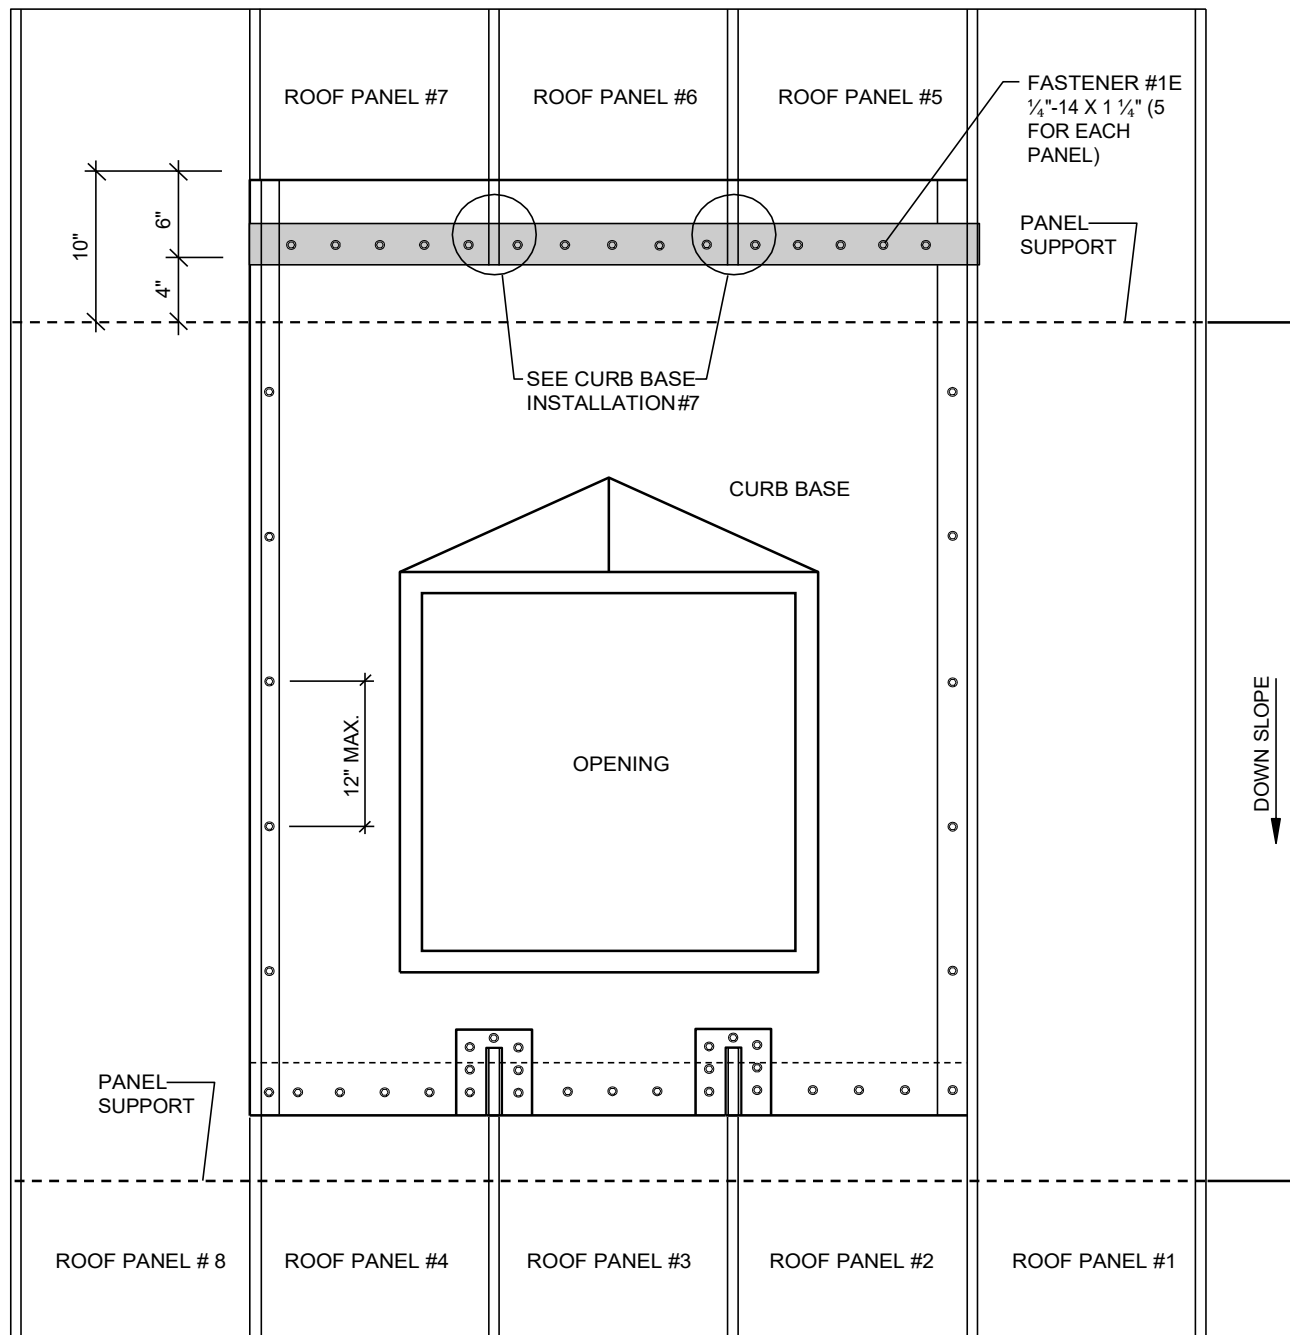 ROOF PANEL #7
ROOF PANEL #6
ROOF PANEL #5
FASTENER #1E
¼"-14 X 1 ¼" (5
FOR EACH
PANEL)
10"
6"
4"
PANEL
SUPPORT
SEE CURB BASE
INSTALLATION#7
CURB BASE
12" MAX.
OPENING
DOWN SLOPE
PANEL
SUPPORT
ROOF PANEL # 8
ROOF PANEL #4
ROOF PANEL #3
ROOF PANEL #2
ROOF PANEL #1